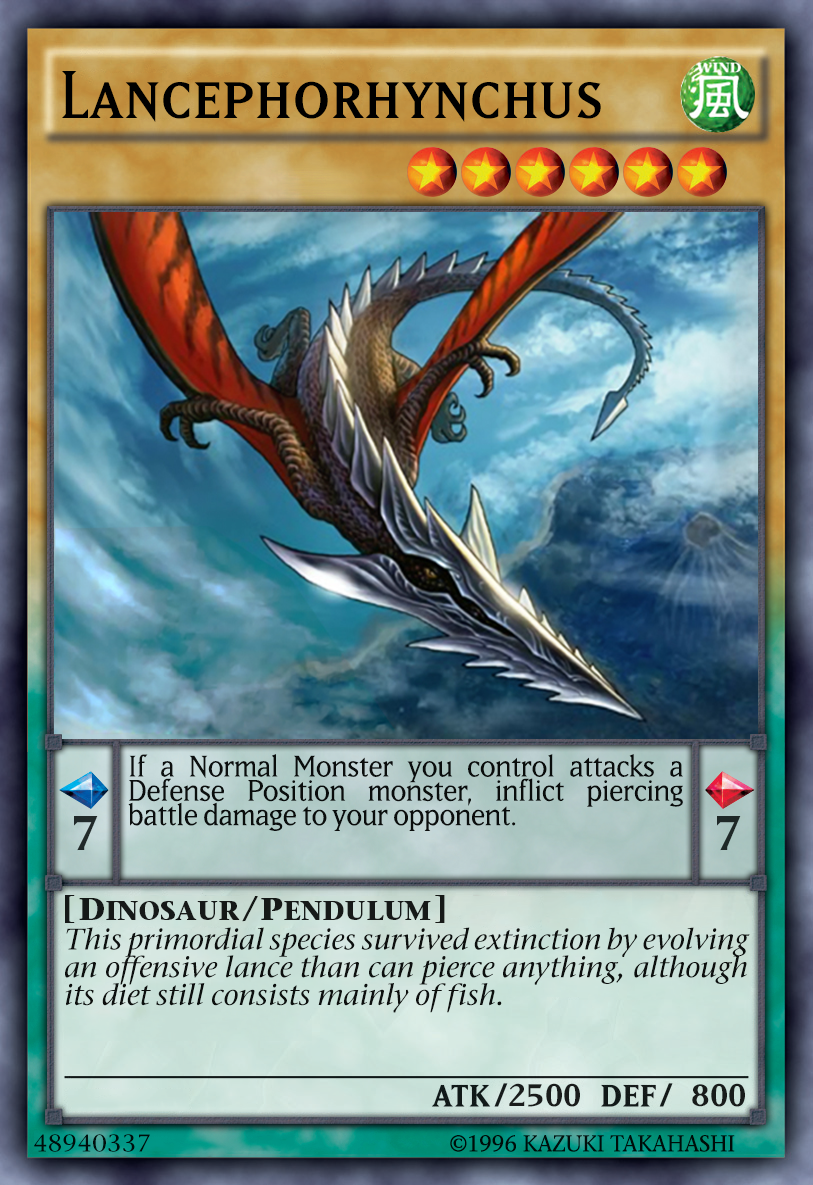 LANCEPHORHYNCHUS
WIND
風
7
If a Normal Monster you control attacks a
Defense Position monster, inflict piercing
battle damage to your opponent.
7
[DINOSAUR/PENDULUM]
This primordial species survived extinction by evolving
an offensive lance than can pierce anything, although
its diet still consists mainly of fish.
ATK/2500 DEF/ 800
48940337
©1996 KAZUKI TAKAHASHI